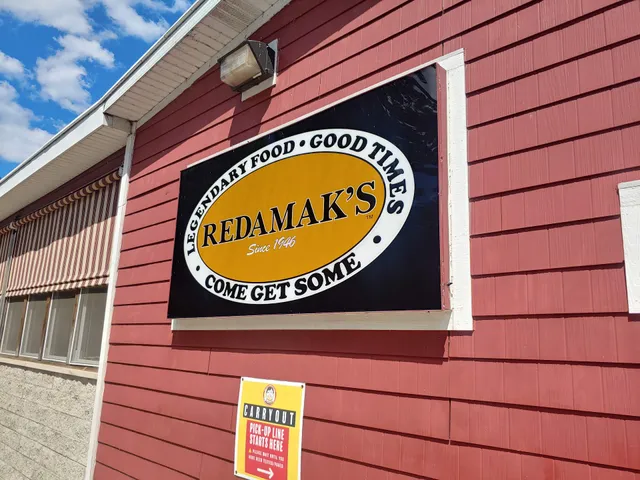 LEGENDARY FOOD • GOOD TIMES
REDAMAK'S
Since 1946
• COME GET SOME •
CARRYOUT
PICK-UP LINE
STARTS HERE